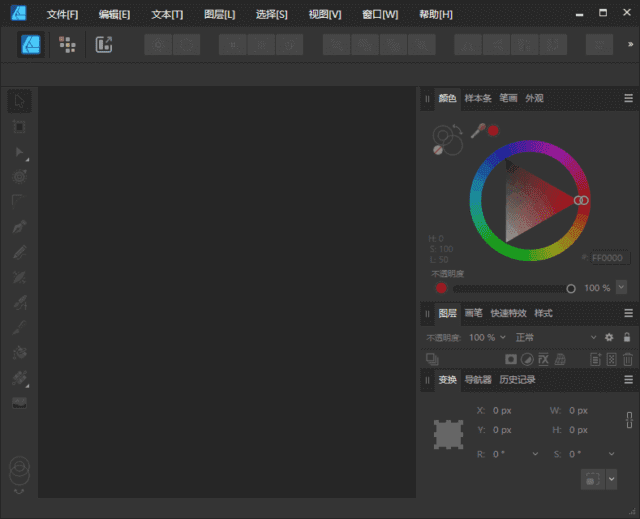 文件[F] 编辑[E] 文本[T] 图层[L] 选择[S] 视图[V] 窗口[W] 帮助[H]
颜色 样本条 笔画 外观
H: 0
S: 100
L: 50
#: FF0000
不透明度
100 %
图层 画笔 快速特效 样式
不透明度: 100 % 正常
变换 导航器 历史记录
X: 0 px W: 0 px
Y: 0 px H: 0 px
R: 0 ° S: 0 °